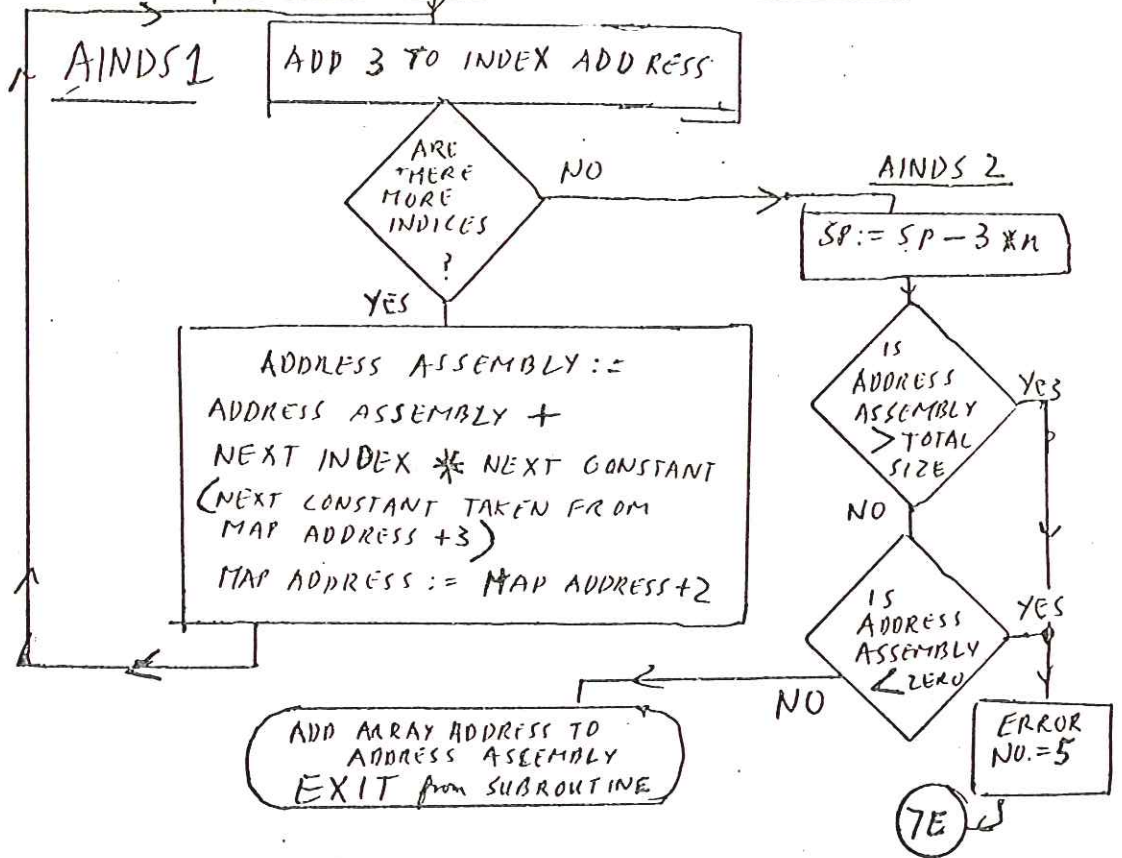 AINDS1
ADD 3 TO INDEX ADDRESS
ARE
THERE
MORE
INDICES
?
NO
YES
AINDS 2
SP := SP - 3 * n
IS
ADDRESS
ASSEMBLY
> TOTAL
SIZE
YES
NO
ADDRESS ASSEMBLY :=
ADDRESS ASSEMBLY +
NEXT INDEX * NEXT CONSTANT
(NEXT CONSTANT TAKEN FROM
MAP ADDRESS +3)
MAP ADDRESS := MAP ADDRESS+2
IS
ADDRESS
ASSEMBLY
< ZERO
YES
NO
ADD ARRAY ADDRESS TO
ADDRESS ASSEMBLY
EXIT from SUBROUTINE
ERROR
NO. = 5
7E